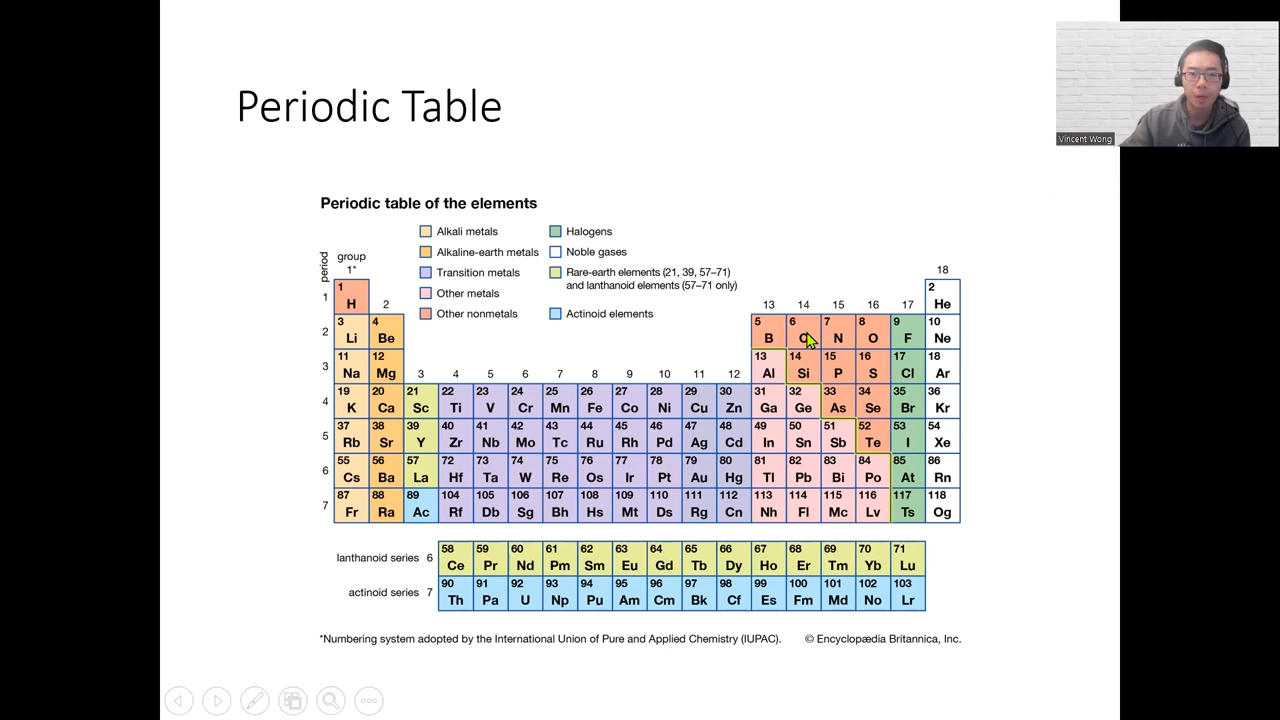 Periodic Table
Vincent Wong
Periodic table of the elements
Alkali metals
Alkaline-earth metals
Transition metals
Other metals
Other nonmetals
Halogens
Noble gases
Rare-earth elements (21, 39, 57–71)
and lanthanoid elements (57–71 only)
Actinoid elements
period
group
1* 2 3 4 5 6 7 8 9 10 11 12 13 14 15 16 17 18
1
1 H
2 He
2
3 Li 4 Be 5 B 6 C 7 N 8 O 9 F 10 Ne
3
11 Na 12 Mg 13 Al 14 Si 15 P 16 S 17 Cl 18 Ar
4
19 K 20 Ca 21 Sc 22 Ti 23 V 24 Cr 25 Mn 26 Fe 27 Co 28 Ni 29 Cu 30 Zn 31 Ga 32 Ge 33 As 34 Se 35 Br 36 Kr
5
37 Rb 38 Sr 39 Y 40 Zr 41 Nb 42 Mo 43 Tc 44 Ru 45 Rh 46 Pd 47 Ag 48 Cd 49 In 50 Sn 51 Sb 52 Te 53 I 54 Xe
6
55 Cs 56 Ba 57 La 72 Hf 73 Ta 74 W 75 Re 76 Os 77 Ir 78 Pt 79 Au 80 Hg 81 Tl 82 Pb 83 Bi 84 Po 85 At 86 Rn
7
87 Fr 88 Ra 89 Ac 104 Rf 105 Db 106 Sg 107 Bh 108 Hs 109 Mt 110 Ds 111 Rg 112 Cn 113 Nh 114 Fl 115 Mc 116 Lv 117 Ts 118 Og
lanthanoid series 6
58 Ce 59 Pr 60 Nd 61 Pm 62 Sm 63 Eu 64 Gd 65 Tb 66 Dy 67 Ho 68 Er 69 Tm 70 Yb 71 Lu
actinoid series 7
90 Th 91 Pa 92 U 93 Np 94 Pu 95 Am 96 Cm 97 Bk 98 Cf 99 Es 100 Fm 101 Md 102 No 103 Lr
*Numbering system adopted by the International Union of Pure and Applied Chemistry (IUPAC).
© Encyclopædia Britannica, Inc.